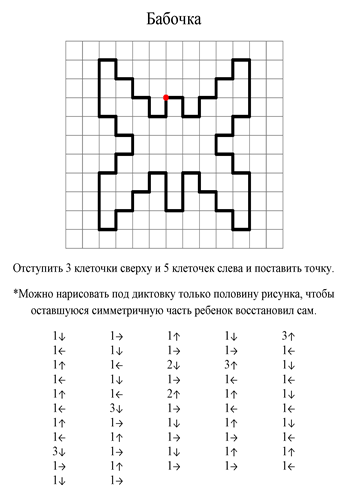 Бабочка
Отступить 3 клеточки сверху и 5 клеточек слева и поставить точку.
*Можно нарисовать под диктовку только половину рисунка, чтобы
оставшуюся симметричную часть ребенок восстановил сам.
1↓ 1→ 1↑ 1↓ 3↑
1← 1↓ 1→ 1→ 1←
1↑ 1← 2↓ 3↑ 1↓
1← 1↓ 1→ 1← 1←
1↑ 1← 2↑ 1↑ 1↓
1← 3↓ 1→ 1← 1←
1↑ 1→ 1↓ 1↑ 1↓
1← 1↑ 1→ 1→ 1←
3↓ 1→ 1↓ 1↑ 1↑
1→ 1↑ 1→ 1→ 1←
1↓ 1→